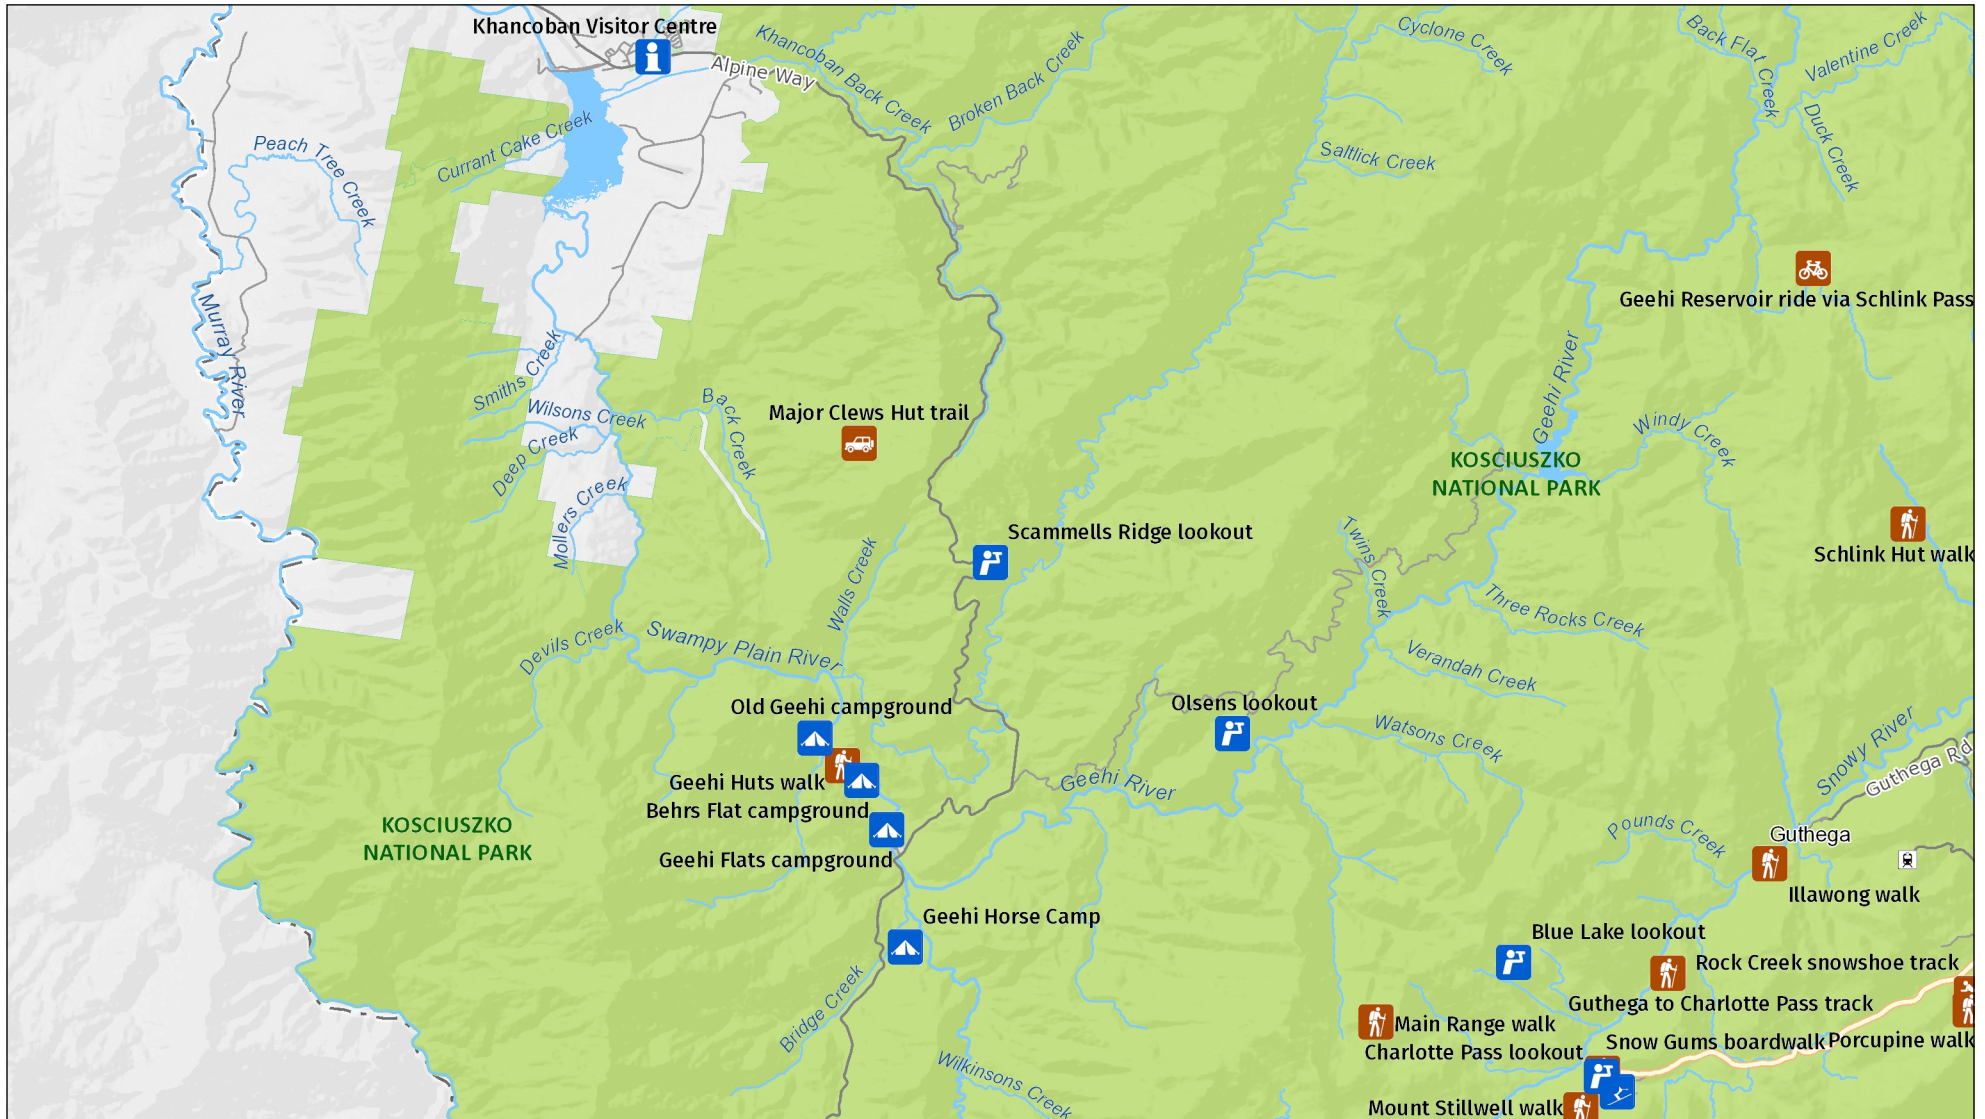 Khancoban Visitor Centre
Alpine Way
Khancoban Back Creek
Broken Back Creek
Cyclone Creek
Back Flat Creek
Valentine Creek
Duck Creek
Peach Tree Creek
Currant Cake Creek
Saltlick Creek
Geehi Reservoir ride via Schlink Pass
Murray River
Smiths Creek
Wilsons Creek
Deep Creek
Back Creek
Mollers Creek
Major Clews Hut trail
Geehi River
Windy Creek
KOSCIUSZKO
NATIONAL PARK
Scammells Ridge lookout
Schlink Hut walk
Walls Creek
Twins Creek
Three Rocks Creek
Verandah Creek
Devils Creek
Swampy Plain River
Old Geehi campground
Olsens lookout
Watsons Creek
Snowy River
Guthega Rd
Geehi Huts walk
Geehi River
Behrs Flat campground
KOSCIUSZKO
NATIONAL PARK
Geehi Flats campground
Pounds Creek
Guthega
Illawong walk
Geehi Horse Camp
Blue Lake lookout
Rock Creek snowshoe track
Guthega to Charlotte Pass track
Bridge Creek
Main Range walk
Snow Gums boardwalk
Porcupine walk
Charlotte Pass lookout
Wilkinsons Creek
Mount Stillwell walk